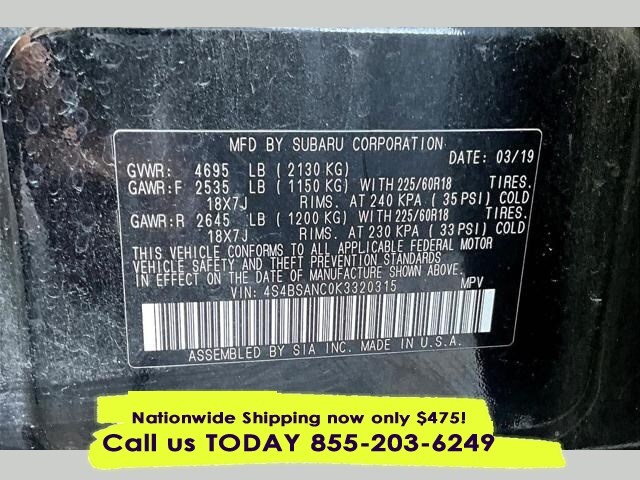 MFD BY SUBARU CORPORATION
DATE: 03/19
GVWR: 4695 LB ( 2130 KG)
GAWR:F 2535 LB ( 1150 KG) WITH 225/60R18 TIRES.
18X7J RIMS. AT 240 KPA ( 35 PSI) COLD
GAWR:R 2645 LB ( 1200 KG) WITH 225/60R18 TIRES.
18X7J RIMS. AT 230 KPA ( 33 PSI) COLD
THIS VEHICLE CONFORMS TO ALL APPLICABLE FEDERAL MOTOR
VEHICLE SAFETY AND THEFT PREVENTION STANDARDS
IN EFFECT ON THE DATE OF MANUFACTURE SHOWN ABOVE.
VIN: 4S4BSANC0K3320315 MPV
ASSEMBLED BY SIA INC. MADE IN U.S.A.
Nationwide Shipping now only $475!
Call us TODAY 855-203-6249